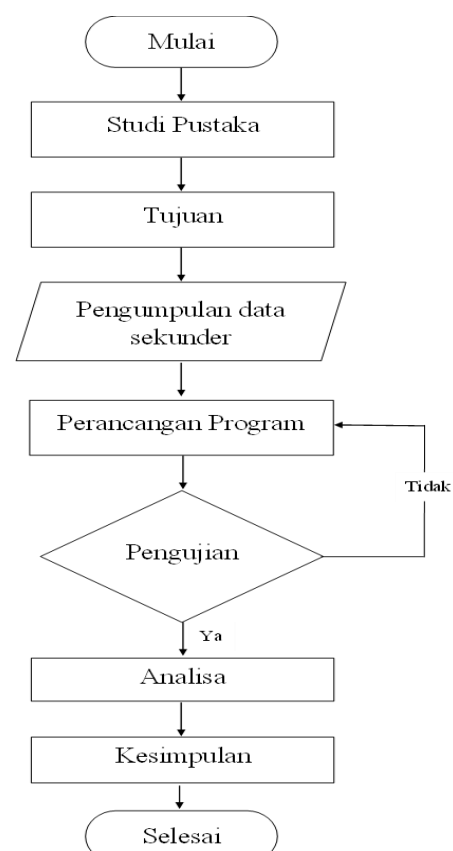 Mulai
Studi Pustaka
Tujuan
Pengumpulan data
sekunder
Perancangan Program
Tidak
Pengujian
Ya
Analisa
Kesimpulan
Selesai